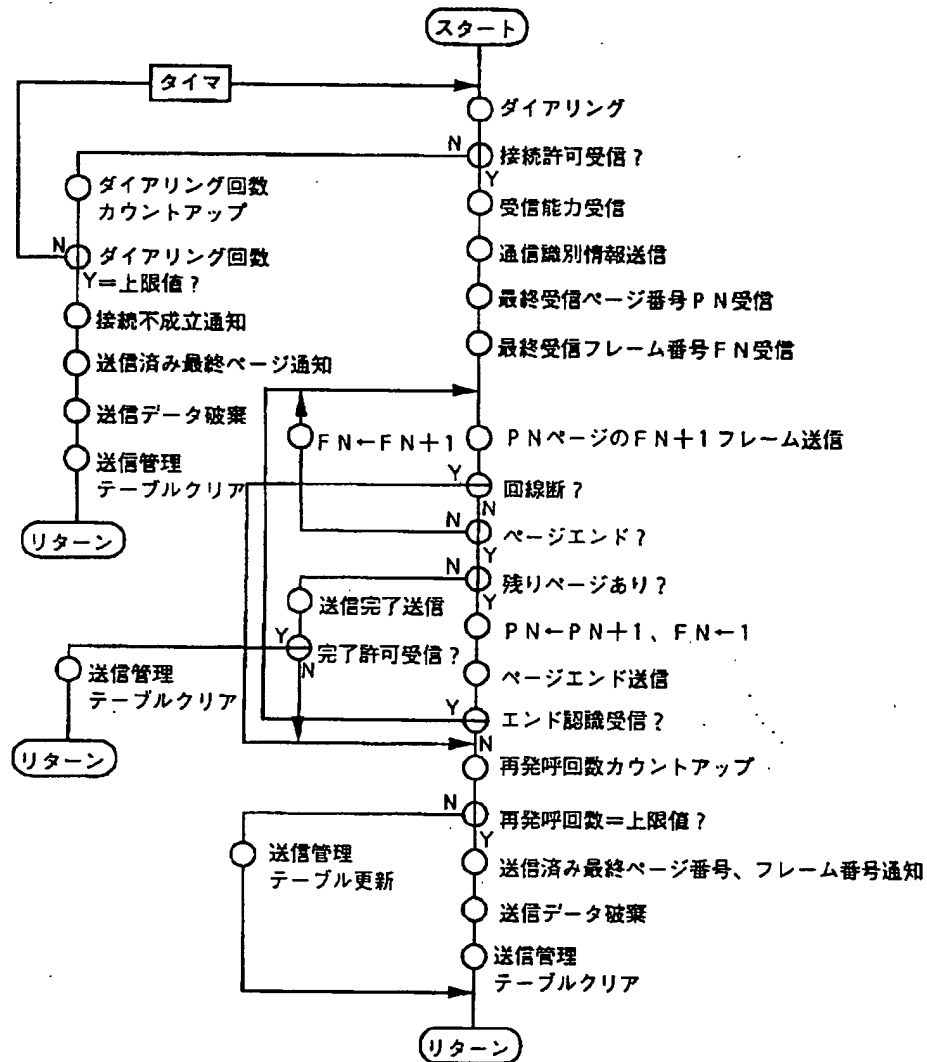 スタート
タイマ
ダイアリング
N
接続許可受信?
Y
ダイアリング回数
カウントアップ
受信能力受信
N
ダイアリング回数
Y=上限値?
通信識別情報送信
最終受信ページ番号PN受信
接続不成立通知
最終受信フレーム番号FN受信
送信済み最終ページ通知
送信データ破棄
FN←FN+1
PNページのFN+1フレーム送信
送信管理
テーブルクリア
Y
回線断?
N
リターン
N
ページエンド?
Y
N
残りページあり?
Y
送信完了送信
PN←PN+1、FN←1
Y
完了許可受信?
N
送信管理
テーブルクリア
ページエンド送信
Y
エンド認識受信?
N
リターン
再発呼回数カウントアップ
N
再発呼回数=上限値?
Y
送信管理
テーブル更新
送信済み最終ページ番号、フレーム番号通知
送信データ破棄
送信管理
テーブルクリア
リターン